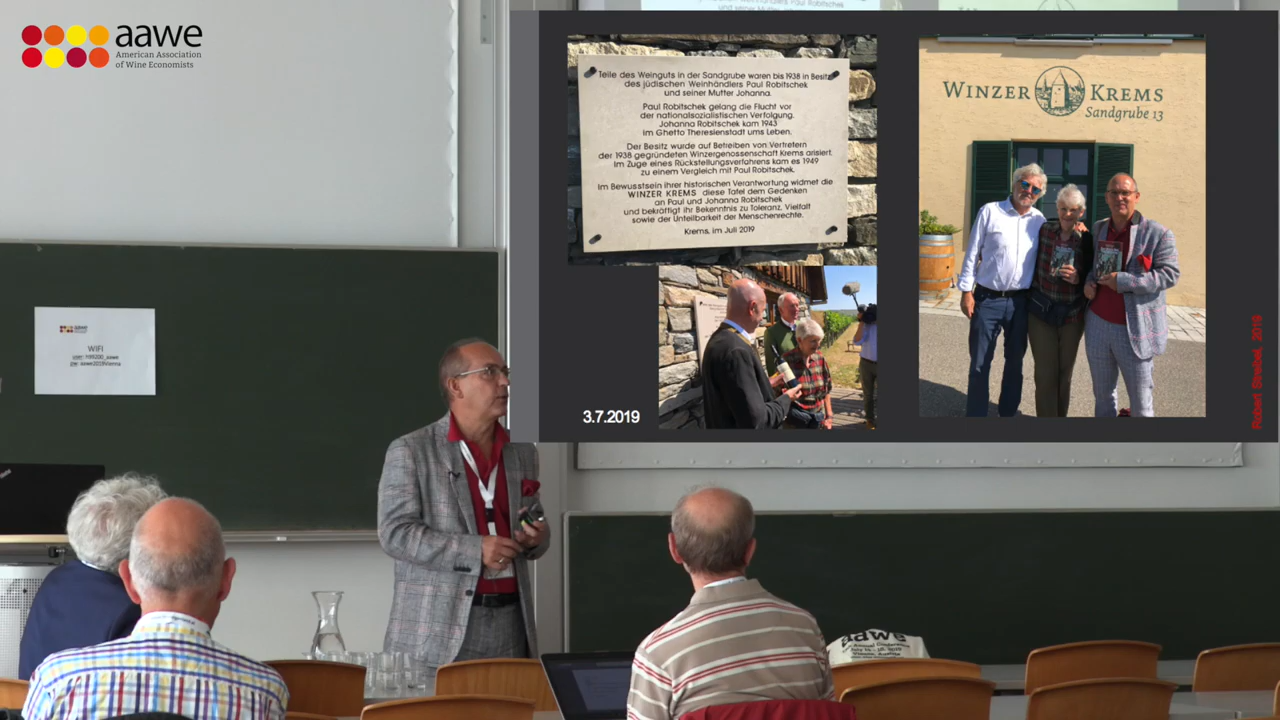 aawe
American Association
of Wine Economists
aawe
WIFI
Teile des Weinguts in der Sandgrube waren bis 1938 in Besitz
des jüdischen Weinhändlers Paul Robitschek
und seiner Mutter Johanna.
Paul Robitschek gelang die Flucht vor
der nationalsozialistischen Verfolgung.
Johanna Robitschek kam 1943
im Ghetto Theresienstadt ums Leben.
Der Besitz wurde auf Betreiben von Vertretern
der 1938 gegründeten Winzergenossenschaft Krems arisiert.
Im Zuge eines Rückstellungsverfahrens kam es 1949
zu einem Vergleich mit Paul Robitschek.
Im Bewusstsein ihrer historischen Verantwortung widmet die
WINZER KREMS diese Tafel dem Gedenken
an Paul und Johanna Robitschek
und bekräftigt ihr Bekenntnis zu Toleranz, Vielfalt
sowie der Unteilbarkeit der Menschenrechte.
Krems, im Juli 2019
WINZER KREMS
Sandgrube 13
3.7.2019
Robert Streibel, 2016
aawe